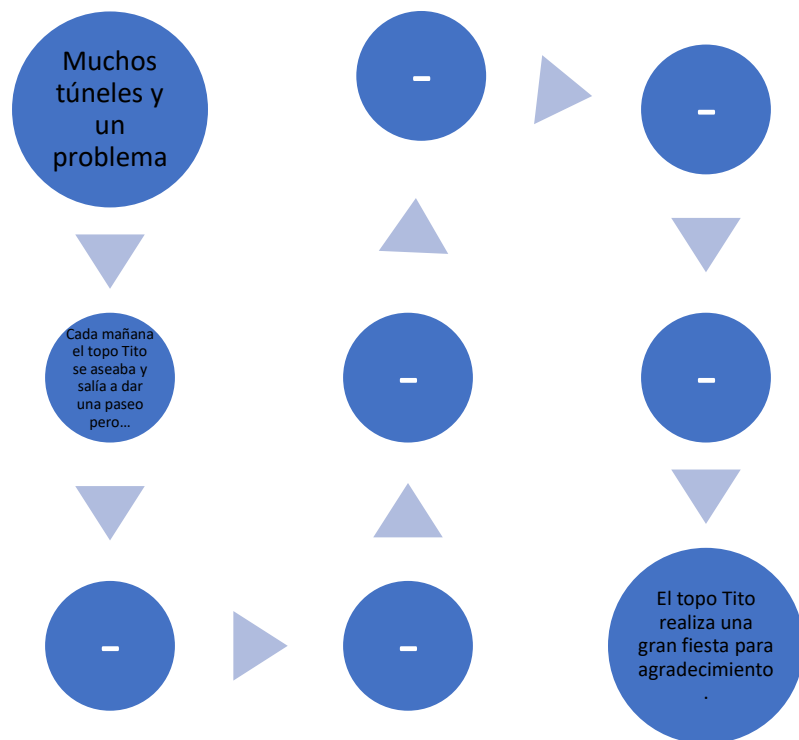 Muchos
túneles y
un
problema
Cada mañana
el topo Tito
se aseaba y
salía a dar
una paseo
pero...
-
-
-
-
-
-
El topo Tito
realiza una
gran fiesta para
agradecimiento
.